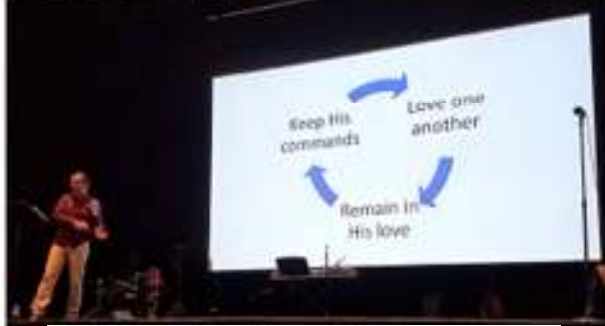 Keep His
commands
Love one
another
Remain in
His love